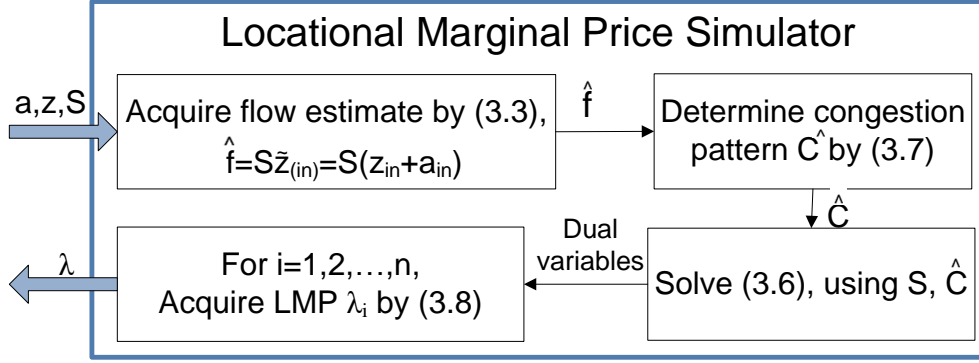 Locational Marginal Price Simulator
a,z,S
Acquire flow estimate by (3.3),
f̂=Sz̃(in)=S(zin+ain)
f̂
Determine congestion
pattern Ĉ by (3.7)
Ĉ
Solve (3.6), using S, Ĉ
Dual
variables
For i=1,2,…,n,
Acquire LMP λi by (3.8)
λ